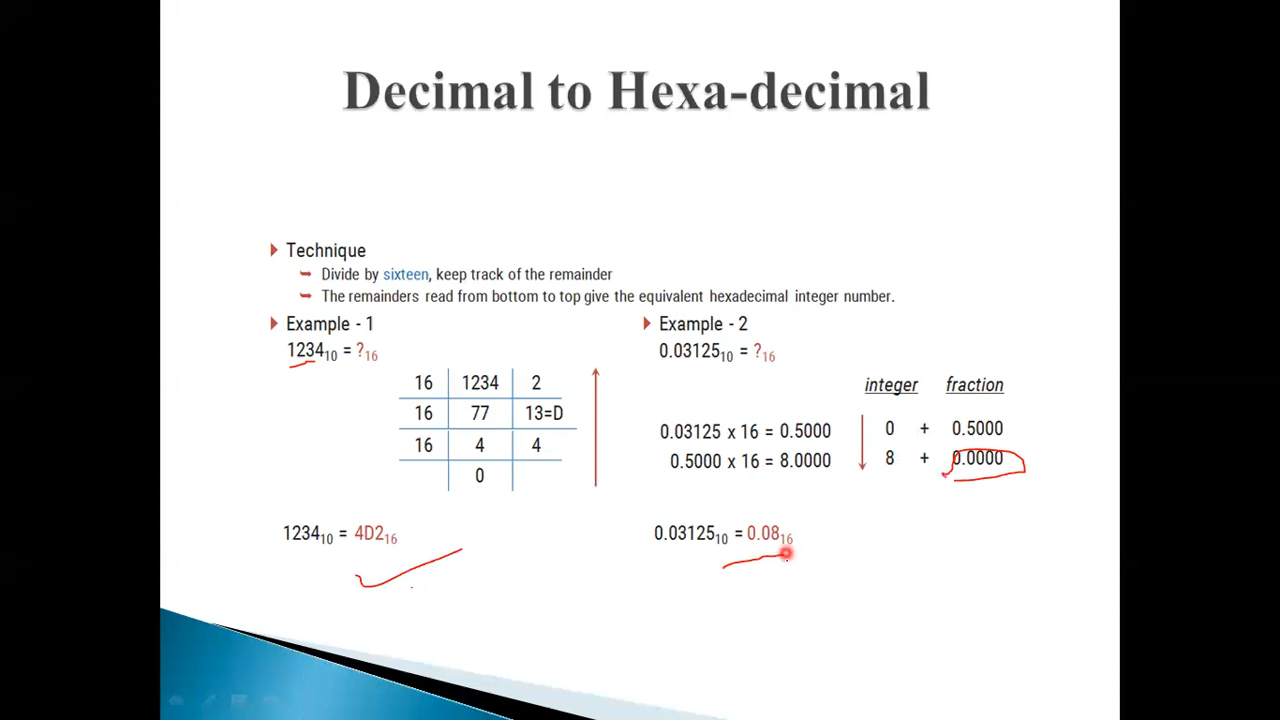 Decimal to Hexa-decimal
Technique
Divide by sixteen, keep track of the remainder
The remainders read from bottom to top give the equivalent hexadecimal integer number.
Example - 1
1234₁₀ = ?₁₆
16 1234 2
16 77 13=D
16 4 4
0
1234₁₀ = 4D2₁₆
Example - 2
0.03125₁₀ = ?₁₆
integer fraction
0.03125 x 16 = 0.5000 0 + 0.5000
0.5000 x 16 = 8.0000 8 + 0.0000
0.03125₁₀ = 0.08₁₆